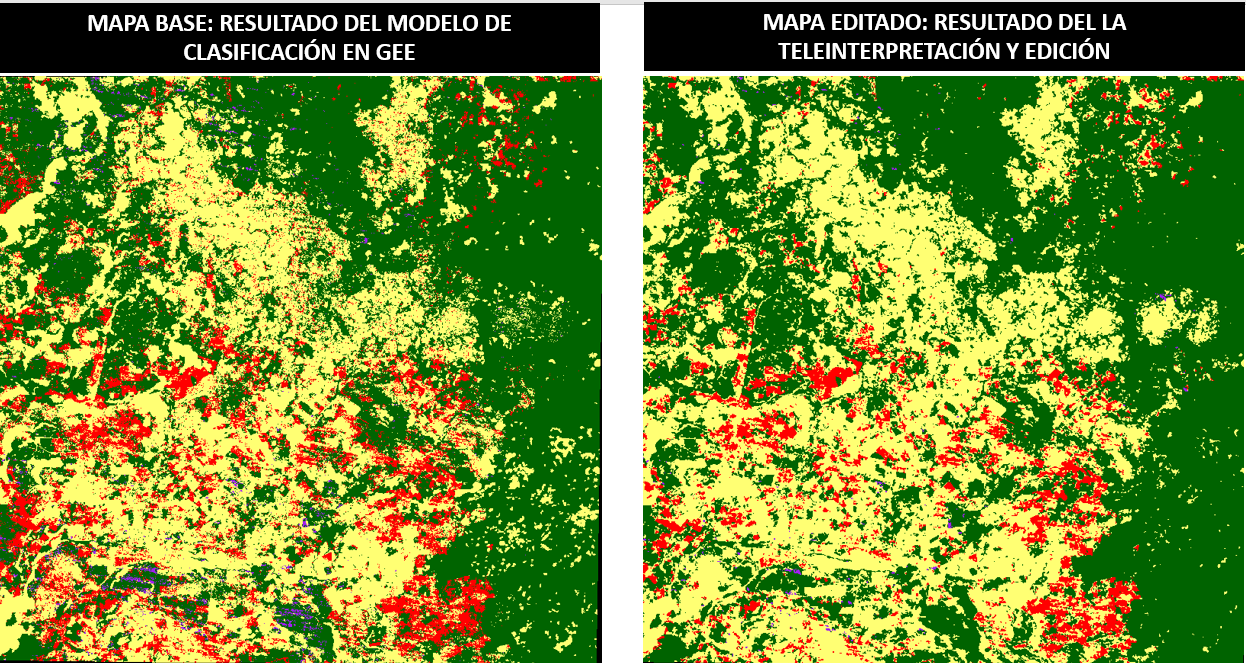 MAPA BASE: RESULTADO DEL MODELO DE
CLASIFICACIÓN EN GEE
MAPA EDITADO: RESULTADO DEL LA
TELEINTERPRETACIÓN Y EDICIÓN